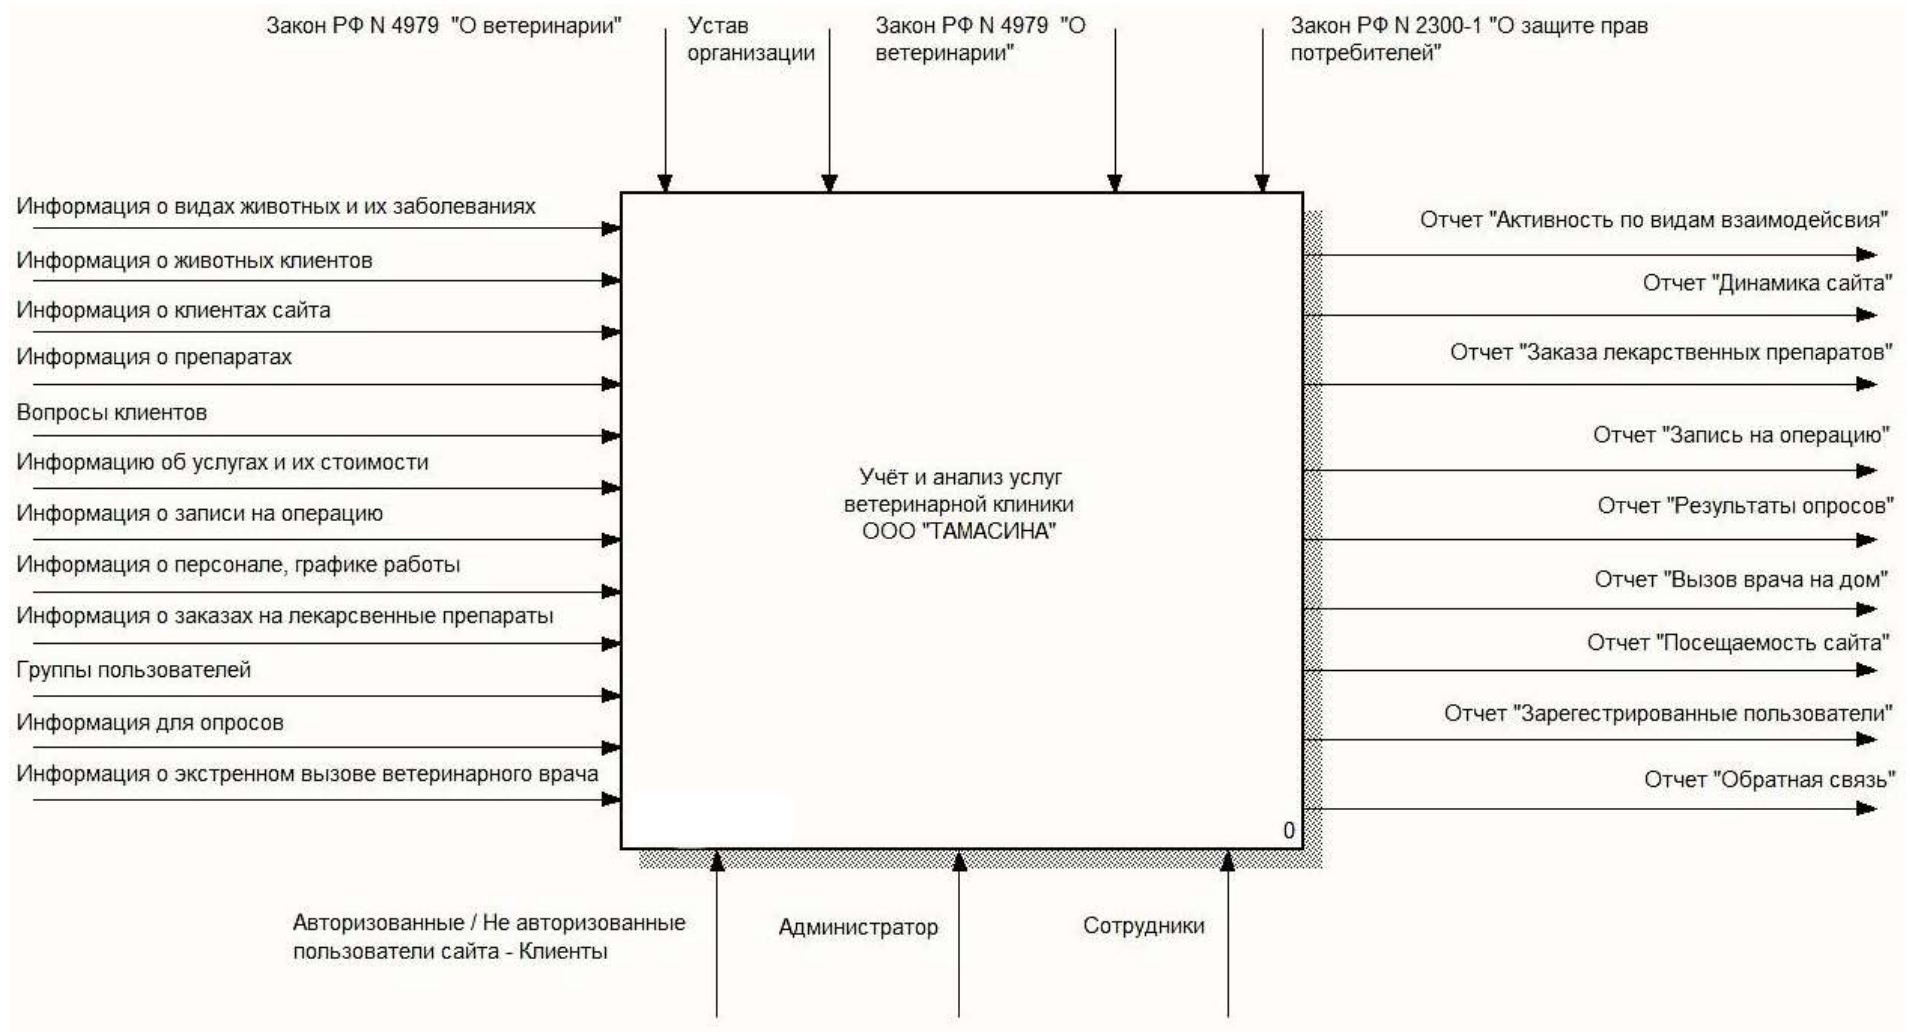 Закон РФ N 4979  "О ветеринарии"
Устав
организации
Закон РФ N 4979  "О
ветеринарии"
Закон РФ N 2300-1 "О защите прав
потребителей"
Информация о видах животных и их заболеваниях
Информация о животных клиентов
Информация о клиентах сайта
Информация о препаратах
Вопросы клиентов
Информацию об услугах и их стоимости
Информация о записи на операцию
Информация о персонале, графике работы
Информация о заказах на лекарсвенные препараты
Группы пользователей
Информация для опросов
Информация о экстренном вызове ветеринарного врача
Учёт и анализ услуг
ветеринарной клиники
ООО "ТАМАСИНА"
0
Отчет "Активность по видам взаимодейсвия"
Отчет "Динамика сайта"
Отчет "Заказа лекарственных препаратов"
Отчет "Запись на операцию"
Отчет "Результаты опросов"
Отчет "Вызов врача на дом"
Отчет "Посещаемость сайта"
Отчет "Зарегестрированные пользователи"
Отчет "Обратная связь"
Авторизованные / Не авторизованные
пользователи сайта - Клиенты
Администратор
Сотрудники